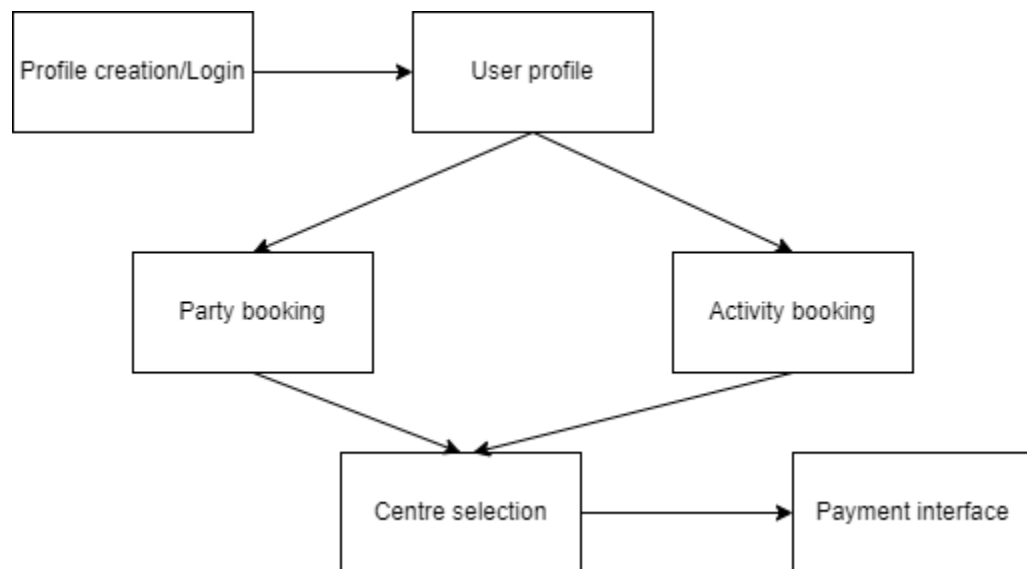 Profile creation/Login
User profile
Party booking
Activity booking
Centre selection
Payment interface